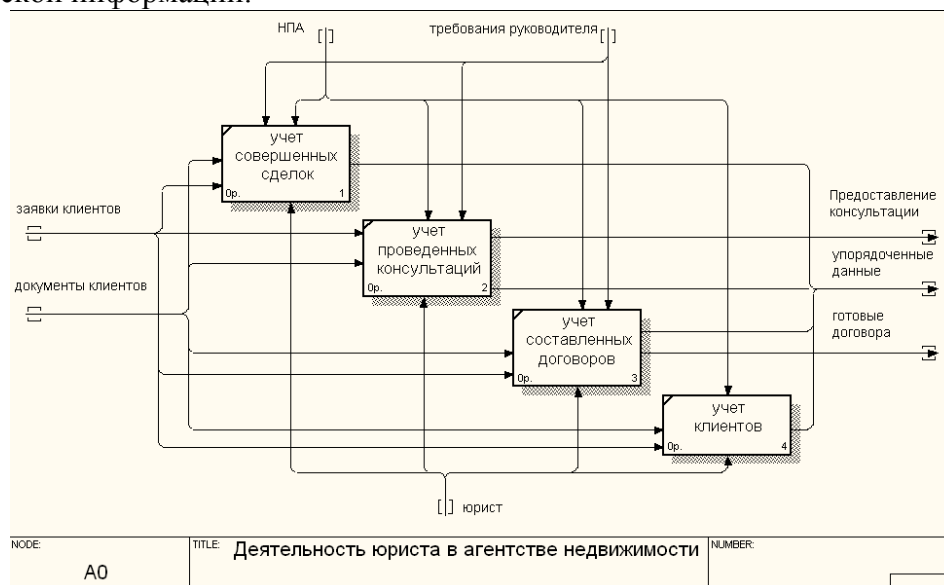 ской информации.
НПА
требования руководителя
учет
совершенных
сделок
0р.
1
заявки клиентов
Предоставление
консультации
учет
проведенных
консультаций
0р.
2
упорядоченные
данные
документы клиентов
готовые
договора
учет
составленных
договоров
0р.
3
учет
клиентов
0р.
4
юрист
NODE:
TITLE:
Деятельность юриста в агентстве недвижимости
NUMBER:
A0